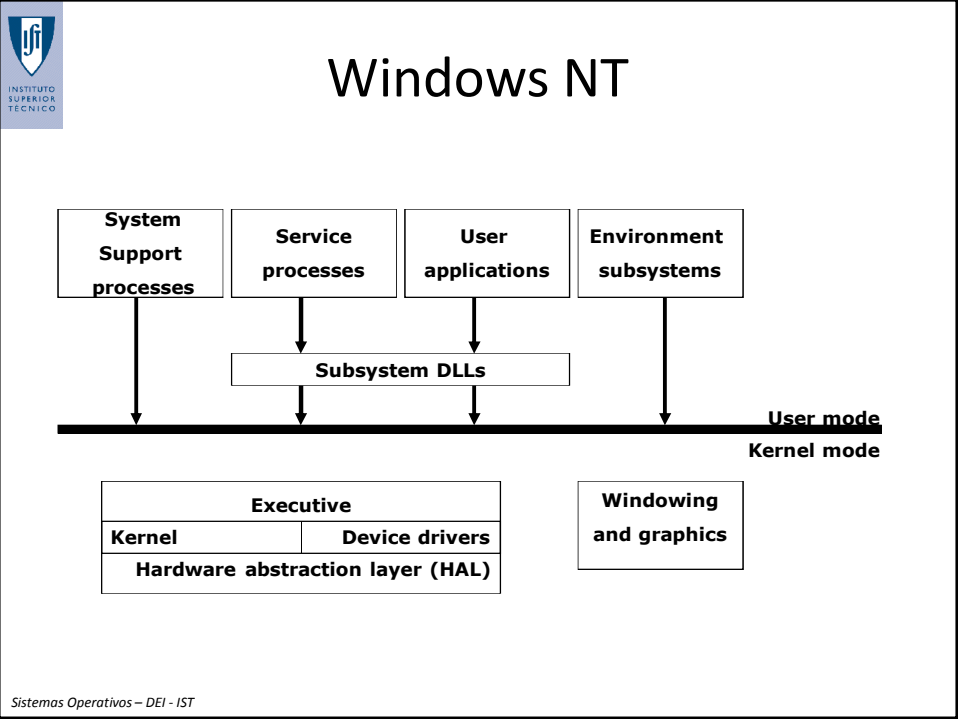 INSTITUTO
SUPERIOR
TÉCNICO
Windows NT
System
Support
processes
Service
processes
User
applications
Environment
subsystems
Subsystem DLLs
User mode
Kernel mode
Executive
Kernel
Device drivers
Hardware abstraction layer (HAL)
Windowing
and graphics
Sistemas Operativos – DEI - IST